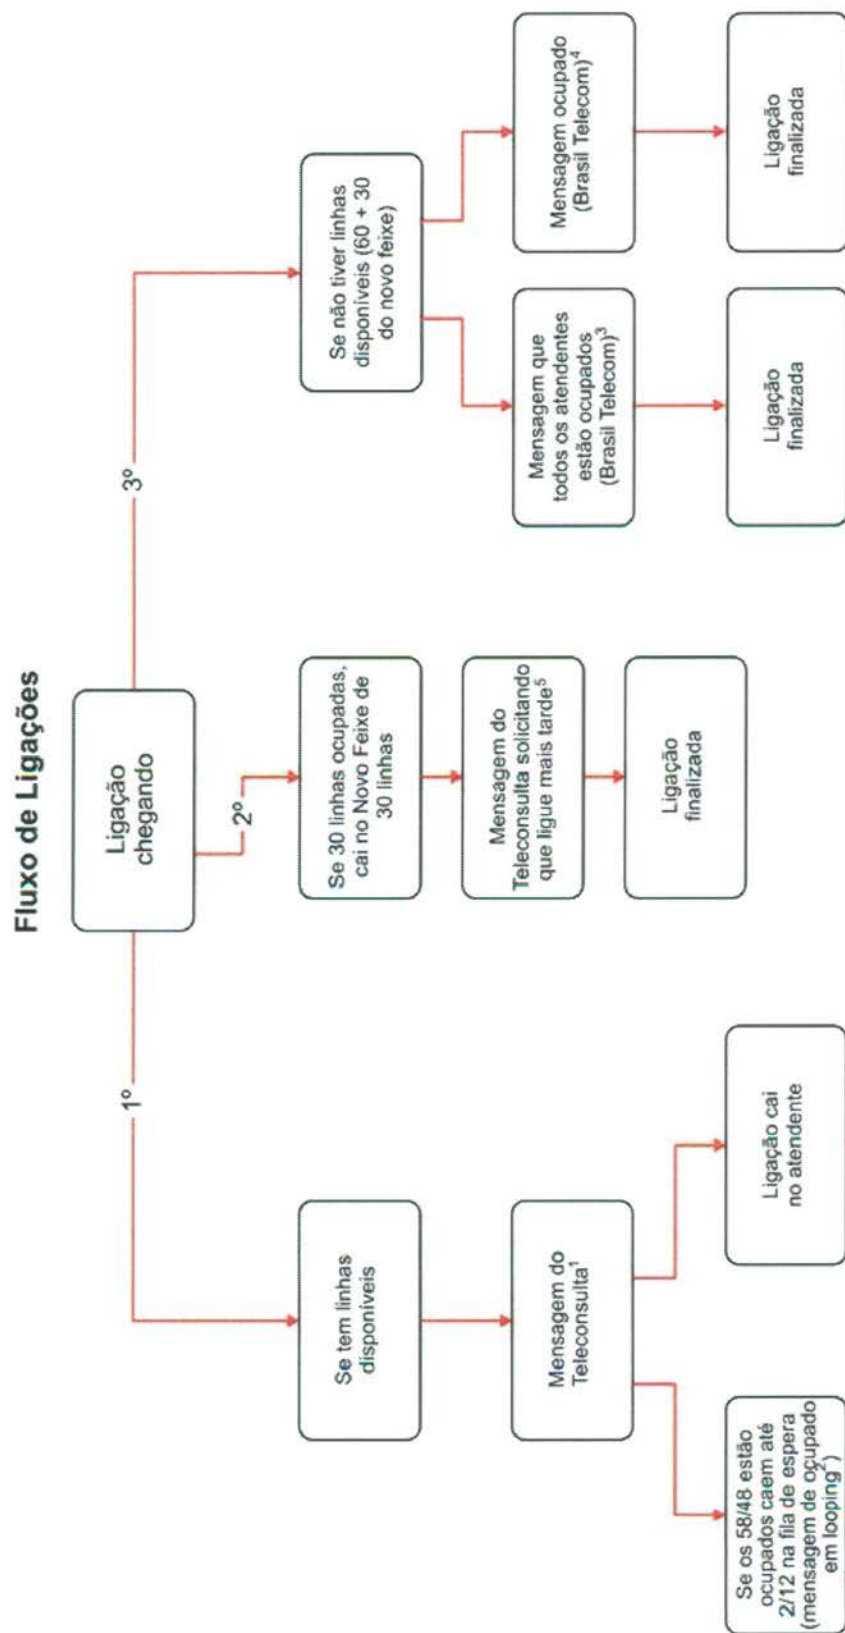 Fluxo de Ligações
Ligação
chegando
1º
2º
3º
Se tem linhas
disponíveis
Mensagem do
Teleconsulta¹
Se os 58/48 estão
ocupados caem até
2/12 na fila de espera
(mensagem de ocupado
em looping²)
Ligação cai
no atendente
Se 30 linhas ocupadas,
cai no Novo Feixe de
30 linhas
Mensagem do
Teleconsulta solicitando
que ligue mais tarde⁵
Ligação
finalizada
Se não tiver linhas
disponíveis (60 + 30
do novo feixe)
Mensagem que
todos os atendentes
estão ocupados
(Brasil Telecom)³
Ligação
finalizada
Mensagem ocupado
(Brasil Telecom)⁴
Ligação
finalizada